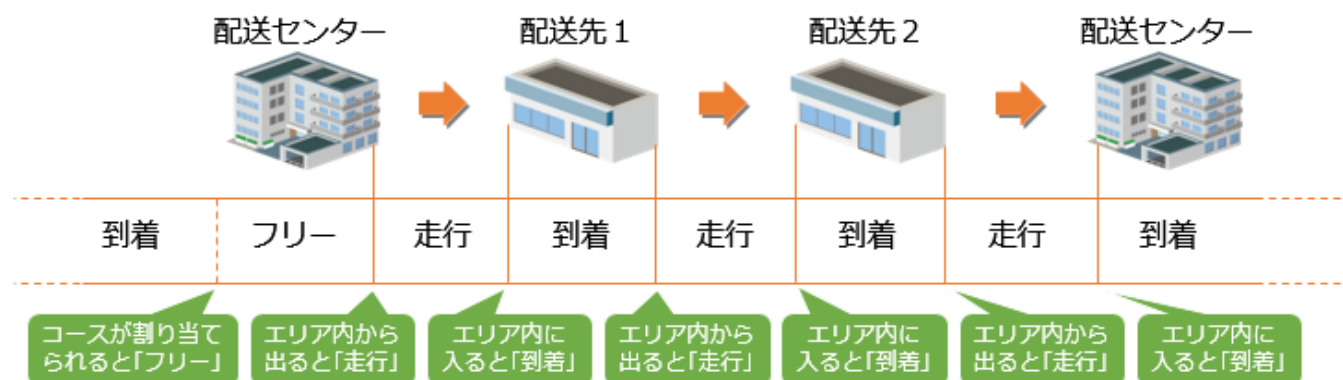 配送センター
配送先1
配送先2
配送センター
到着
フリー
走行
到着
走行
到着
走行
到着
コースが割り当て
られると「フリー」
エリア内から
出ると「走行」
エリア内に
入ると「到着」
エリア内から
出ると「走行」
エリア内に
入ると「到着」
エリア内から
出ると「走行」
エリア内に
入ると「到着」